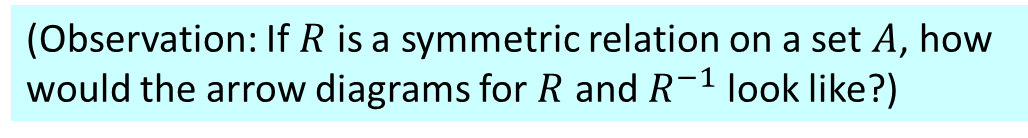 (Observation: If R is a symmetric relation on a set A, how
would the arrow diagrams for R and R⁻¹ look like?)